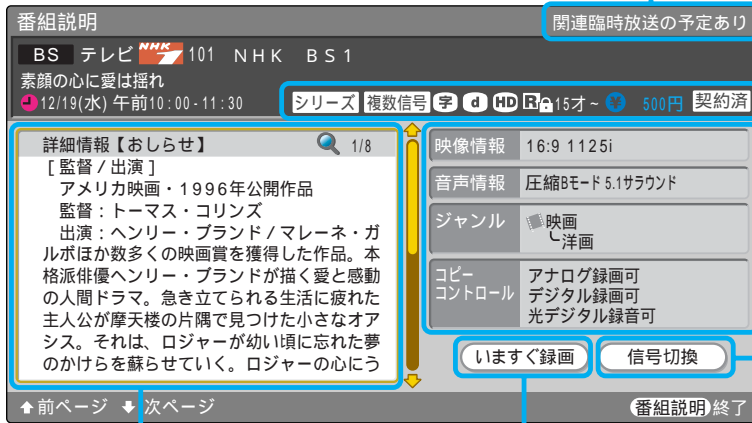 番組説明
関連臨時放送の予定あり
BS テレビ NHK 101 NHK BS1
素顔の心に愛は揺れ
12/19(水) 午前10:00-11:30 シリーズ 複数信号 字 d HD R 15才~ ¥ 500円 契約済
詳細情報【おしらせ】 1/8
[監督/出演]
アメリカ映画・1996年公開作品
監督:トーマス・コリンズ
出演:ヘンリー・ブランド/マレーネ・ガ
ルボほか数多くの映画賞を獲得した作品。本
格派俳優ヘンリー・ブランドが描く愛と感動
の人間ドラマ。急き立てられる生活に疲れた
主人公が摩天楼の片隅で見つけた小さなオア
シス。それは、ロジャーが幼い頃に忘れた夢
のかけらを蘇らせていく。ロジャーの心にう
映像情報 16:9 1125i
音声情報 圧縮Bモード 5.1サラウンド
ジャンル 映画
洋画
コピー
コントロール
アナログ録画可
デジタル録画可
光デジタル録音可
いますぐ録画 信号切換
前ページ 次ページ 番組説明 終了